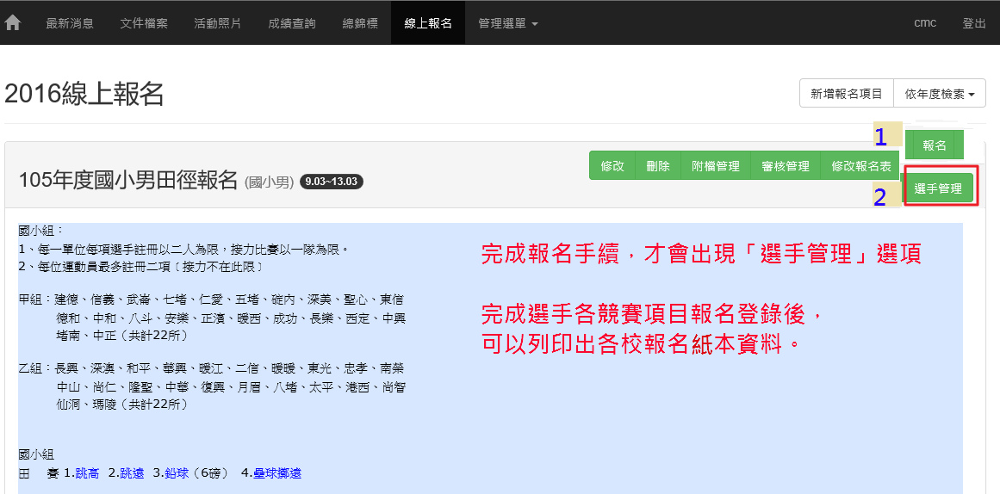 最新消息 文件檔案 活動照片 成績查詢 總錦標 線上報名 管理選單 cmc 登出
2016線上報名
新增報名項目 依年度檢索
1 報名
105年度國小男田徑報名 (國小男) 9.03~13.03
修改 刪除 附檔管理 審核管理 修改報名表
2 選手管理
國小組：
1、每一單位每項選手註冊以二人為限，接力比賽以一隊為限。
2、每位運動員最多註冊二項〔接力不在此限〕
甲組：建德、信義、武崙、七堵、仁愛、五堵、碇內、深美、聖心、東信
德和、中和、八斗、安樂、正濱、暖西、成功、長樂、西定、中興
堵南、中正（共計22所）
乙組：長興、深澳、和平、華興、暖江、二信、暖暖、東光、忠孝、南榮
中山、尚仁、隆聖、中華、復興、月眉、八堵、太平、港西、尚智
仙洞、瑪陵（共計22所）
國小組
田 賽 1.跳高 2.跳遠 3.鉛球（6磅） 4.壘球擲遠
完成報名手續，才會出現「選手管理」選項
完成選手各競賽項目報名登錄後，
可以列印出各校報名紙本資料。